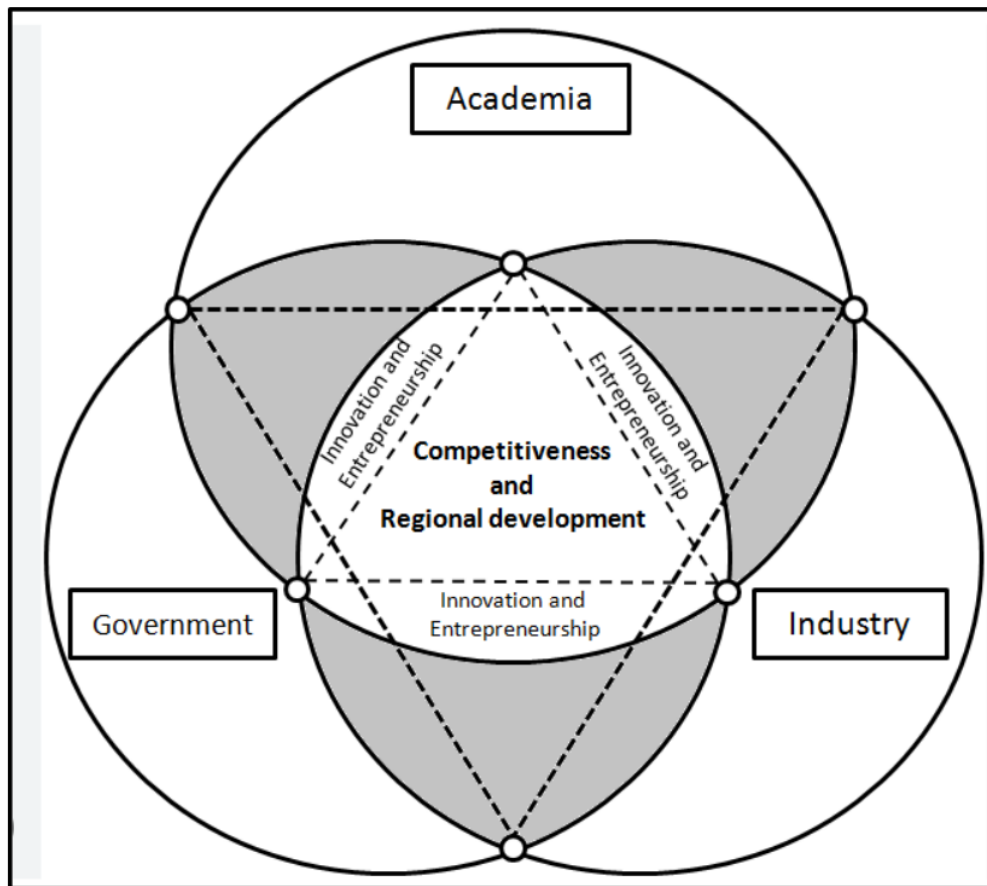 Academia
Innovation and
Entrepreneurship
Innovation and
Entrepreneurship
Competitiveness
and
Regional development
Innovation and
Entrepreneurship
Government
Industry